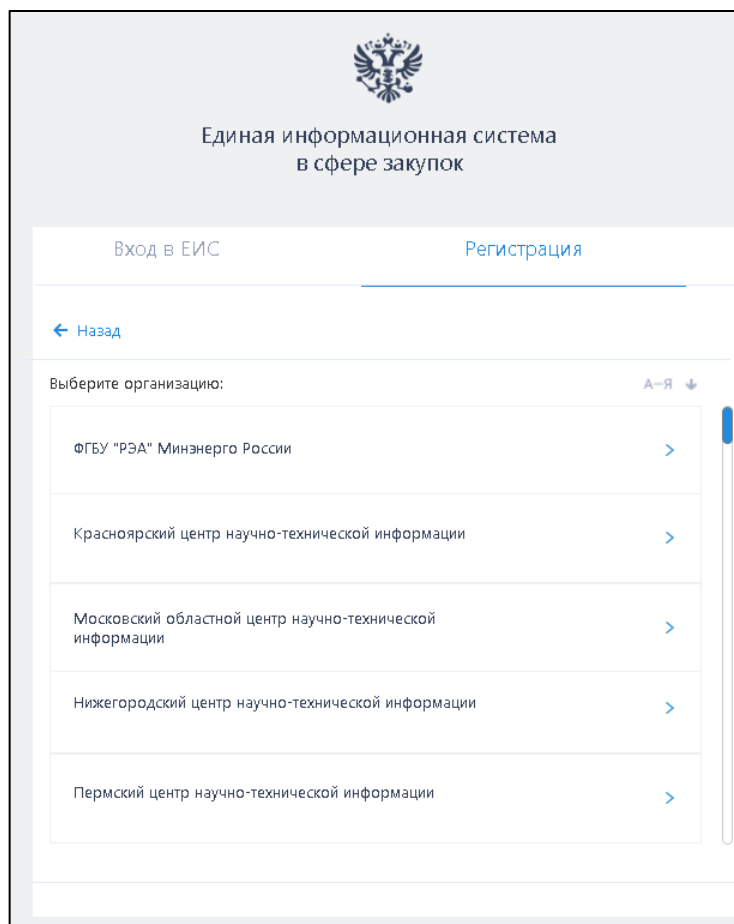 Единая информационная система
в сфере закупок
Вход в ЕИС
Регистрация
← Назад
Выберите организацию:
А—Я ↓
ФГБУ "РЭА" Минэнерго России
Красноярский центр научно-технической информации
Московский областной центр научно-технической
информации
Нижегородский центр научно-технической информации
Пермский центр научно-технической информации